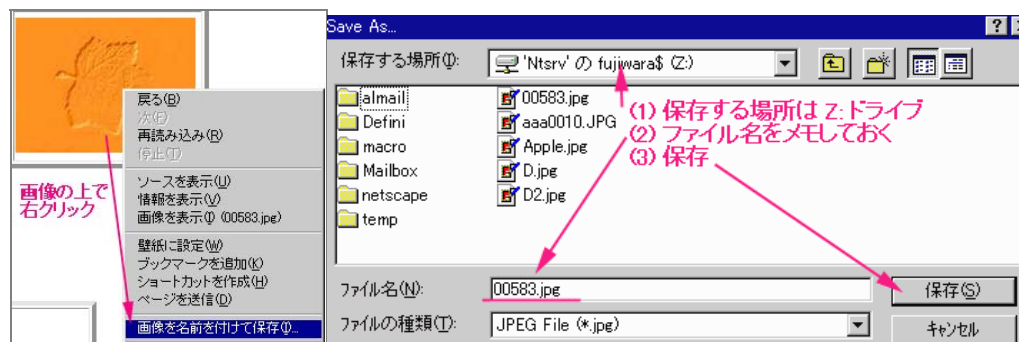 戻る(B)
次(F)
再読み込み(R)
停止(T)
ソースを表示(U)
情報を表示(V)
画像を表示(I) (00583.jpg)
壁紙に設定(W)
ブックマークを追加(K)
ショートカットを作成(H)
ページを送信(D)
画像を名前を付けて保存(I)...
画像の上で
右クリック
Save As...
保存する場所(I):
'Ntsrv' の fujiwara$ (Z:)
almail
Defini
macro
Mailbox
netscape
temp
00583.jpg
aaa0010.JPG
Apple.jpg
D.jpg
D2.jpg
(1) 保存する場所は Z: ドライブ
(2) ファイル名をメモしておく
(3) 保存
ファイル名(N):
00583.jpg
保存(S)
ファイルの種類(T):
JPEG File (*.jpg)
キャンセル